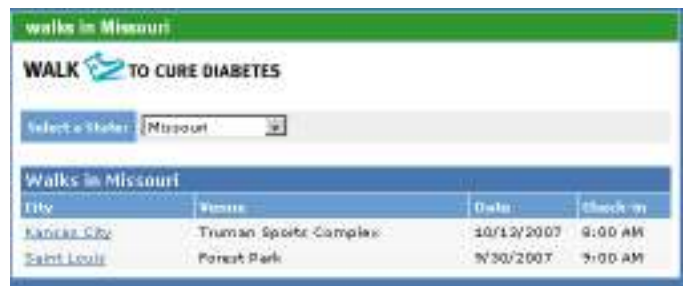 walks in Missouri
WALK TO CURE DIABETES
Select a State: Missouri
Walks in Missouri
City Venue Date Check-in
Kansas City Truman Sports Complex 10/13/2007 8:00 AM
Saint Louis Forest Park 9/30/2007 9:00 AM